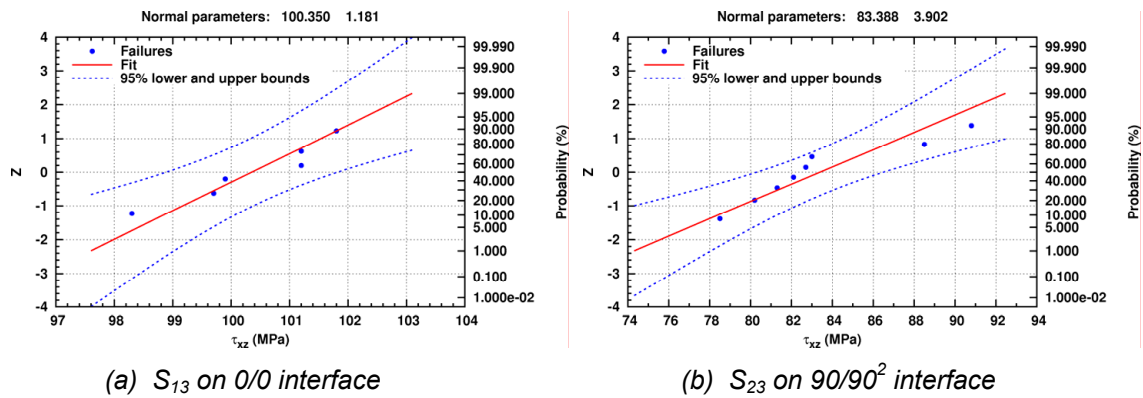 Normal parameters: 100.350 1.181
4
3
2
1
0
-1
-2
-3
-4
Z
Failures
Fit
95% lower and upper bounds
99.990
99.900
99.000
95.000
90.000
80.000
60.000
40.000
20.000
10.000
5.000
1.000
0.100
1.000e-02
Probability (%)
97 98 99 100 101 102 103 104
τxz (MPa)
(a) S13 on 0/0 interface
Normal parameters: 83.388 3.902
4
3
2
1
0
-1
-2
-3
-4
Z
Failures
Fit
95% lower and upper bounds
99.990
99.900
99.000
95.000
90.000
80.000
60.000
40.000
20.000
10.000
5.000
1.000
0.100
1.000e-02
Probability (%)
74 76 78 80 82 84 86 88 90 92 94
τxz (MPa)
(b) S23 on 90/90² interface